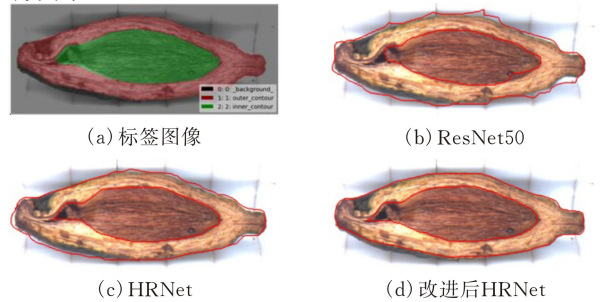 0: 0: _background_
1: 1: outer_contour
2: 2: inner_contour
(a)标签图像
(b)ResNet50
(c)HRNet
(d)改进后HRNet